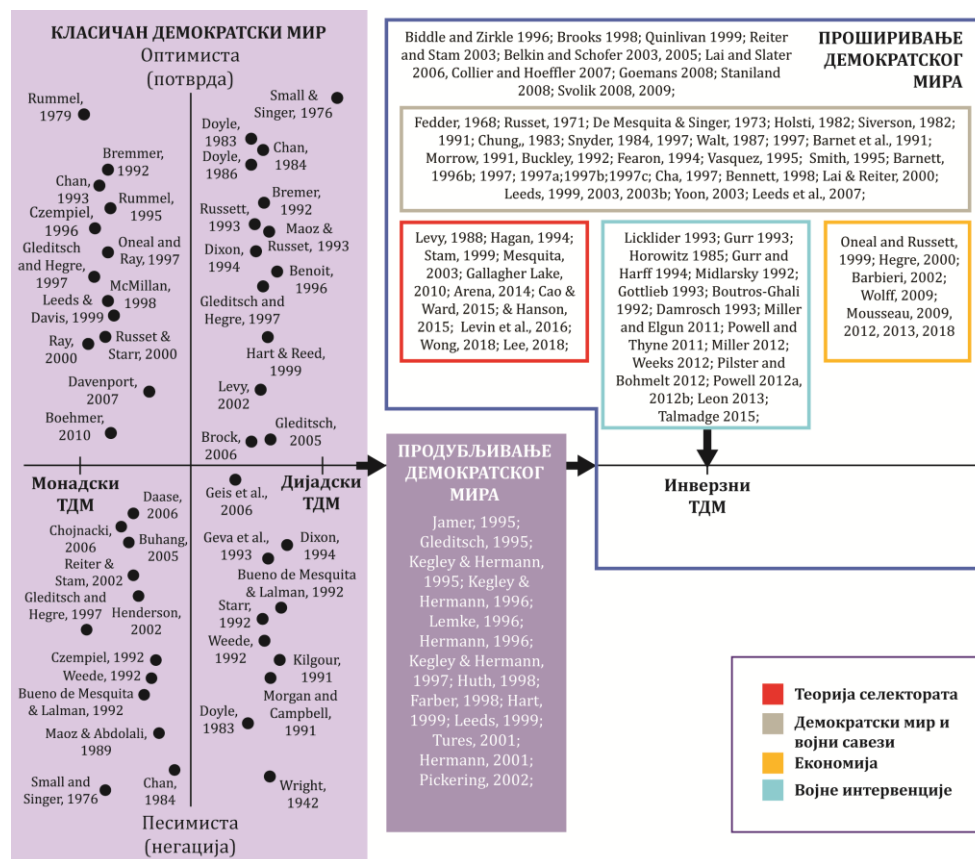 КЛАСИЧАН ДЕМОКРАТСКИ МИР
Оптимиста
(потврда)
Rummel,
1979
Small &
Singer, 1976
Doyle,
1983
Chan,
1984
Doyle,
1986
Bremmer,
1992
Chan,
1993
Bremer,
1992
Rummel,
1995
Russett,
1993
Czempiel,
1996
Maoz &
Russet, 1993
Gleditsch
and Hegre,
1997
Oneal and
Ray, 1997
Dixon,
1994
Benoit,
1996
McMillan,
1998
Leeds &
Davis, 1999
Gleditsch and
Hegre, 1997
Ray,
2000
Russet &
Starr, 2000
Hart & Reed,
1999
Davenport,
2007
Levy,
2002
Boehmer,
2010
Brock,
2006
Gleditsch,
2005
Монадски
ТДМ
Дијадски
ТДМ
Geis et al.,
2006
Daase,
2006
Chojnacki,
2006
Buhang,
2005
Geva et al.,
1993
Dixon,
1994
Reiter &
Stam, 2002
Bueno de Mesquita
& Lalman, 1992
Gleditsch and
Hegre, 1997
Henderson,
2002
Starr,
1992
Weede,
1992
Czempiel, 1992
Kilgour,
1991
Weede, 1992
Bueno de Mesquita
& Lalman, 1992
Morgan and
Campbell,
1991
Doyle,
1983
Maoz & Abdolali,
1989
Small and
Singer, 1976
Chan,
1984
Wright,
1942
Песимиста
(негација)
ПРОДУБЉИВАЊЕ
ДЕМОКРАТСКОГ
МИРА
Jamer, 1995;
Gleditsch, 1995;
Kegley & Hermann,
1995; Kegley &
Hermann, 1996;
Lemke, 1996;
Hermann, 1996;
Kegley & Hermann,
1997; Huth, 1998;
Farber, 1998; Hart,
1999; Leeds, 1999;
Tures, 2001;
Hermann, 2001;
Pickering, 2002;
Biddle and Zirkle 1996; Brooks 1998; Quinlivan 1999; Reiter
and Stam 2003; Belkin and Schofer 2003, 2005; Lai and Slater
2006, Collier and Hoeffler 2007; Goemans 2008; Staniland
2008; Svolik 2008, 2009;
ПРОШИРИВАЊЕ
ДЕМОКРАТСКОГ
МИРА
Fedder, 1968; Russet, 1971; De Mesquita & Singer, 1973; Holsti, 1982; Siverson, 1982;
1991; Chung,, 1983; Snyder, 1984, 1997; Walt, 1987; 1997; Barnet et al., 1991;
Morrow, 1991, Buckley, 1992; Fearon, 1994; Vasquez, 1995; Smith, 1995; Barnett,
1996b; 1997; 1997a;1997b;1997c; Cha, 1997; Bennett, 1998; Lai & Reiter, 2000;
Leeds, 1999, 2003, 2003b; Yoon, 2003; Leeds et al., 2007;
Levy, 1988; Hagan, 1994;
Stam, 1999; Mesquita,
2003; Gallagher Lake,
2010; Arena, 2014; Cao &
Ward, 2015; & Hanson,
2015; Levin et al., 2016;
Wong, 2018; Lee, 2018;
Licklider 1993; Gurr 1993;
Horowitz 1985; Gurr and
Harff 1994; Midlarsky 1992;
Gottlieb 1993; Boutros-Ghali
1992; Damrosch 1993; Miller
and Elgun 2011; Powell and
Thyne 2011; Miller 2012;
Weeks 2012; Pilster and
Bohmelt 2012; Powell 2012a,
2012b; Leon 2013;
Talmadge 2015;
Oneal and Russett,
1999; Hegre, 2000;
Barbieri, 2002;
Wolff, 2009;
Mousseau, 2009,
2012, 2013, 2018
Инверзни
ТДМ
Теорија селектората
Демократски мир и
војни савези
Економија
Војне интервенције